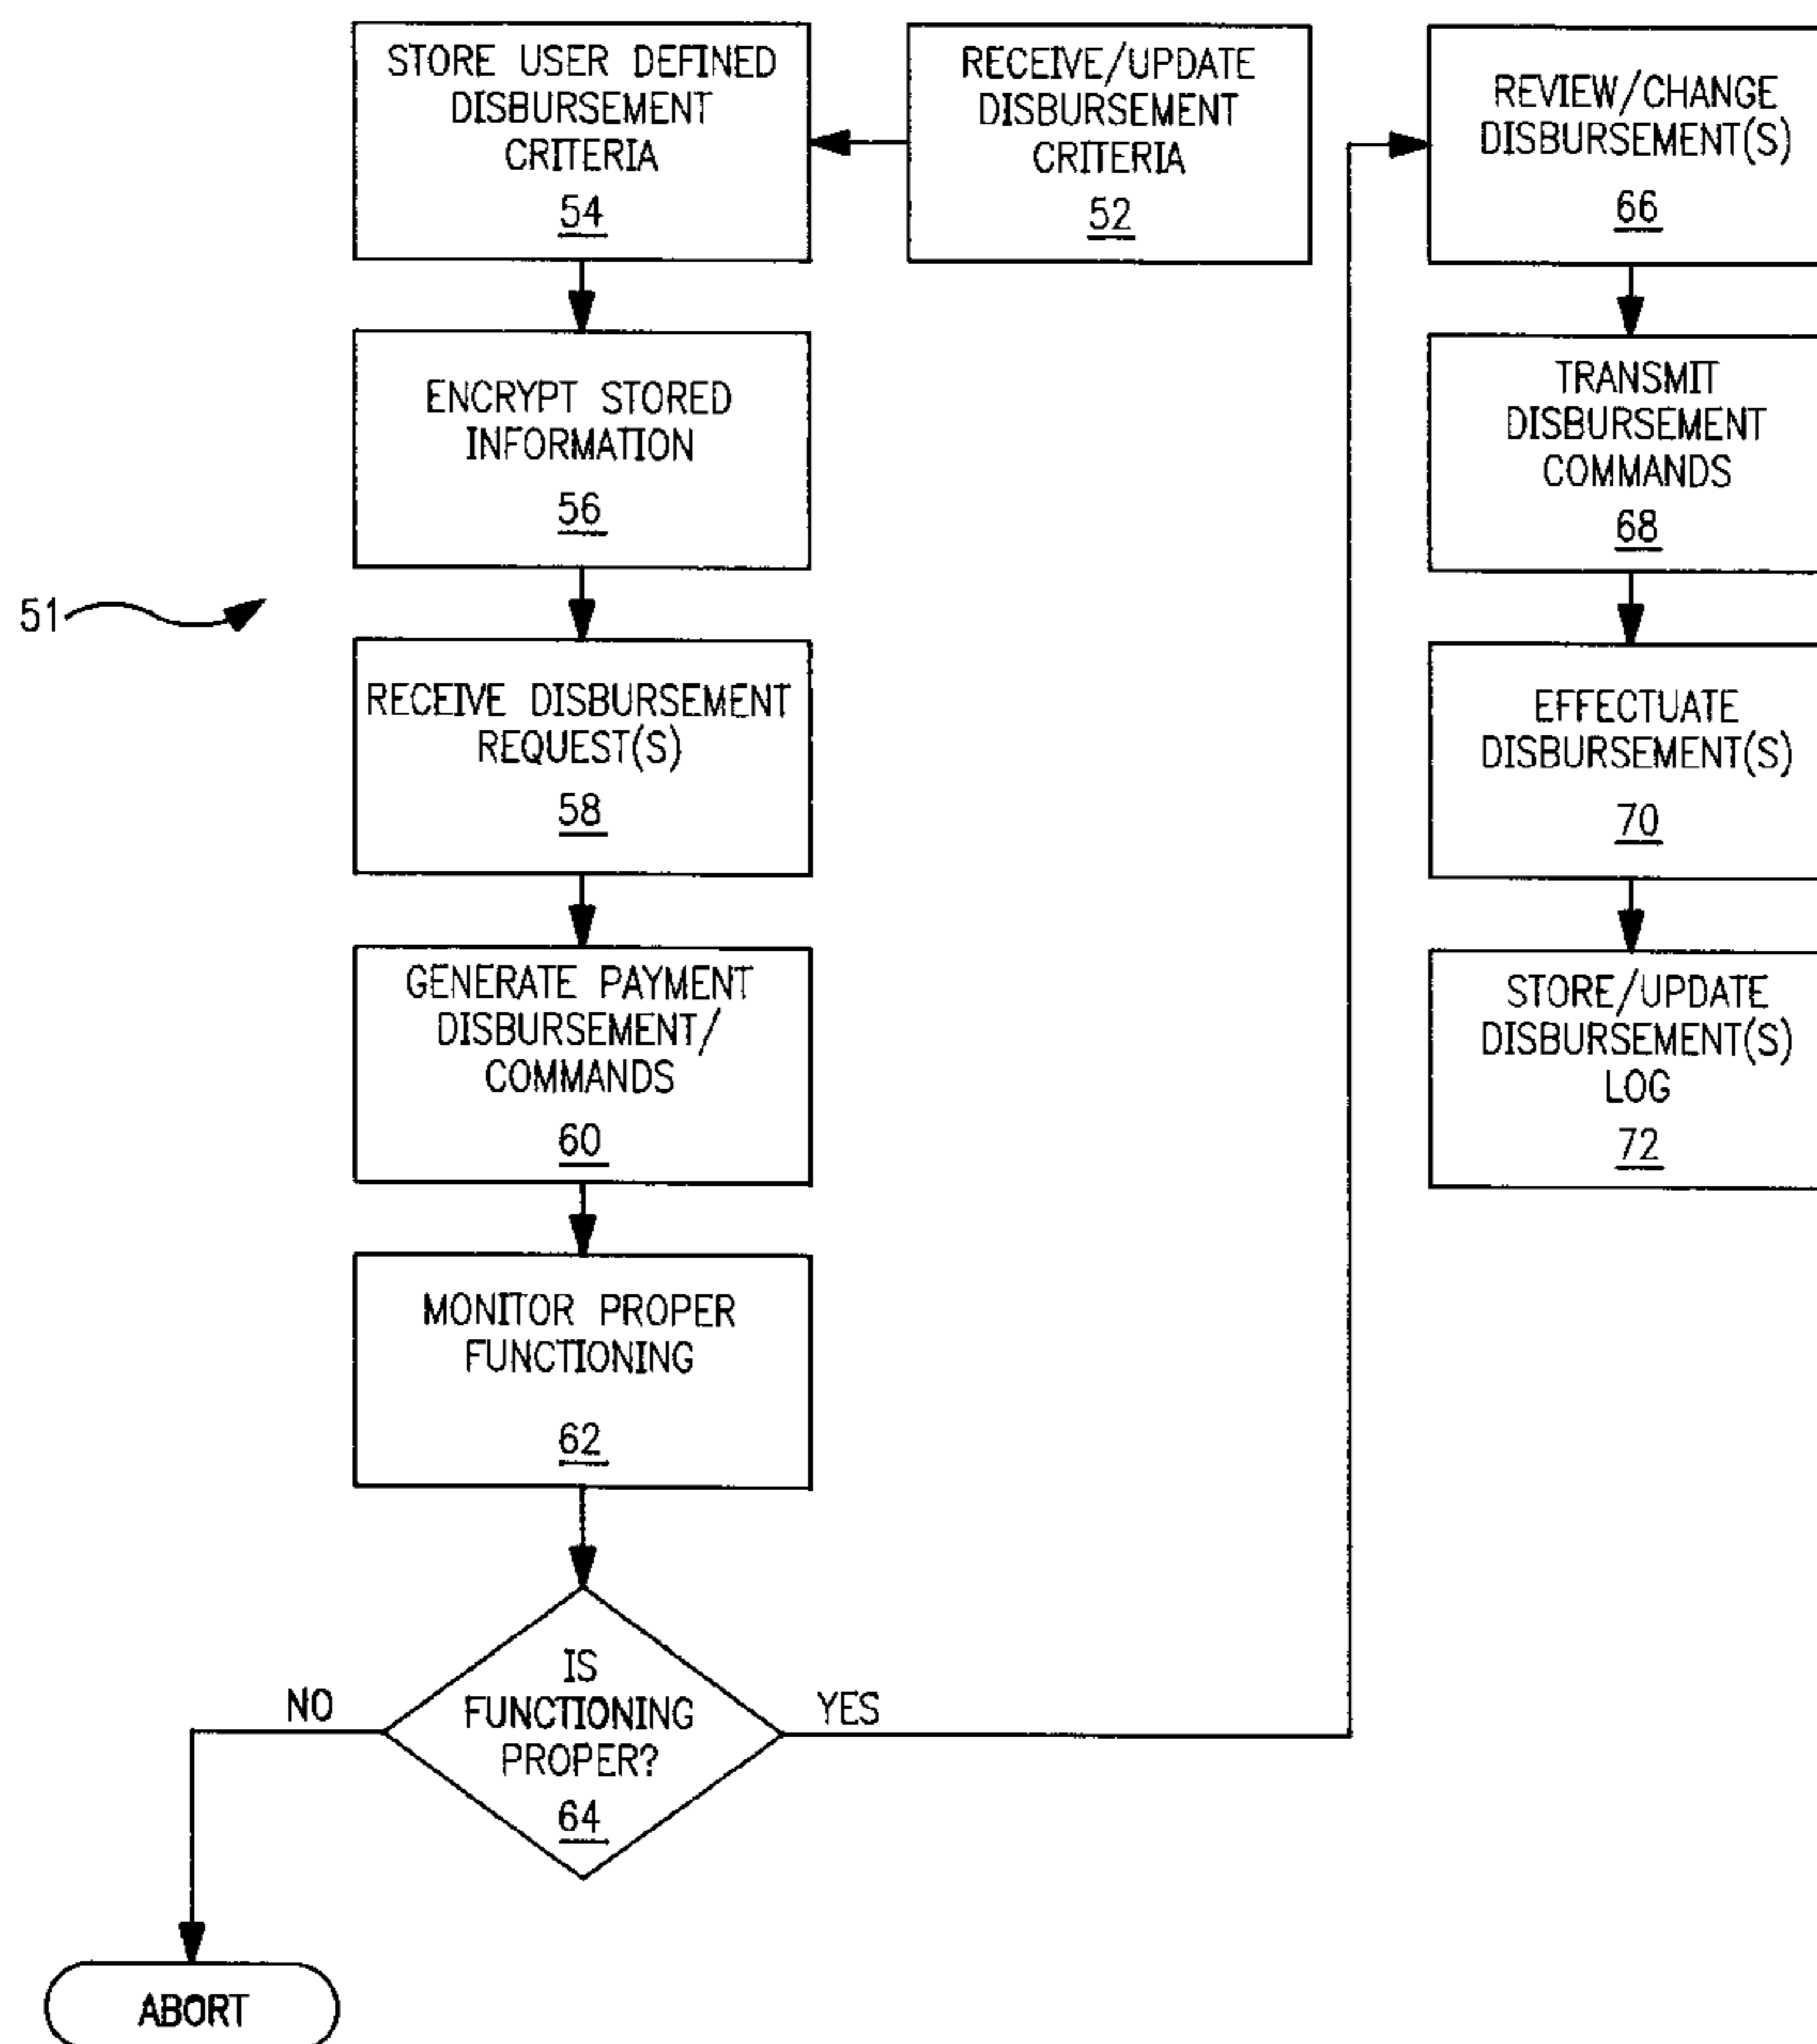 STORE USER DEFINED
DISBURSEMENT
CRITERIA
54
RECEIVE/UPDATE
DISBURSEMENT
CRITERIA
52
REVIEW/CHANGE
DISBURSEMENT(S)
66
ENCRYPT STORED
INFORMATION
56
TRANSMIT
DISBURSEMENT
COMMANDS
68
51
RECEIVE DISBURSEMENT
REQUEST(S)
58
EFFECTUATE
DISBURSEMENT(S)
70
GENERATE PAYMENT
DISBURSEMENT/
COMMANDS
60
STORE/UPDATE
DISBURSEMENT(S)
LOG
72
MONITOR PROPER
FUNCTIONING
62
IS
FUNCTIONING
PROPER?
64
NO
YES
ABORT